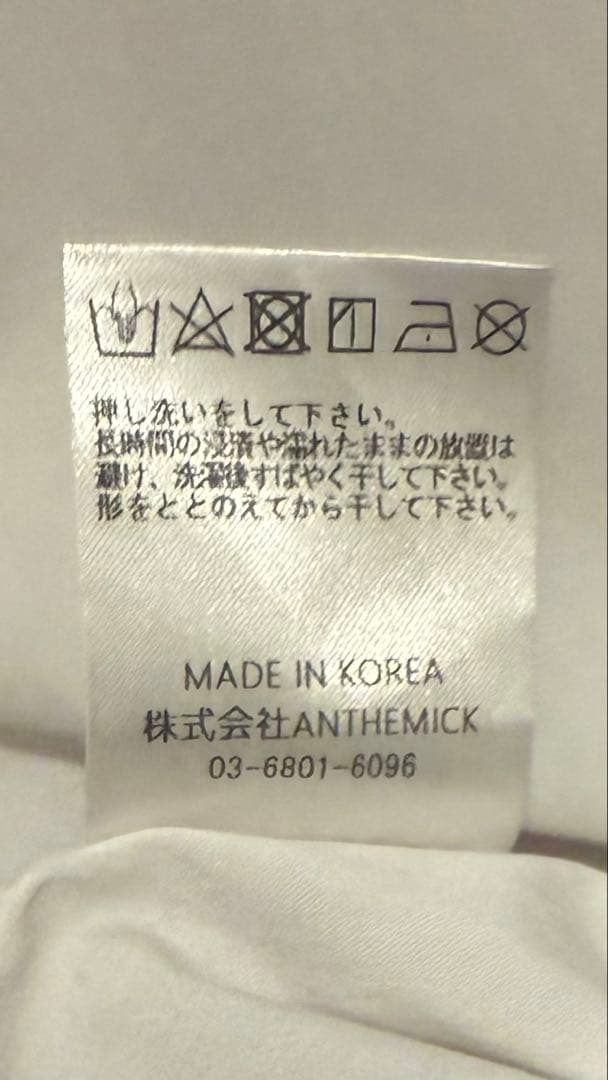 押し洗いをして下さい。
長時間の浸漬や濡れたままの放置は
避け、洗濯後すばやく干して下さい。
形をととのえてから干して下さい。
MADE IN KOREA
株式会社ANTHEMICK
03-6801-6096